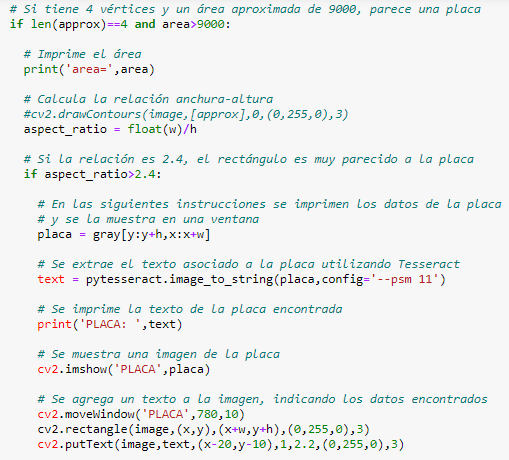 # Si tiene 4 vértices y un área aproximada de 9000, parece una placa
if len(approx)==4 and area>9000:
# Imprime el área
print('area=',area)
# Calcula la relación anchura-altura
#cv2.drawContours(image,[approx],0,(0,255,0),3)
aspect_ratio = float(w)/h
# Si la relación es 2.4, el rectángulo es muy parecido a la placa
if aspect_ratio>2.4:
# En las siguientes instrucciones se imprimen los datos de la placa
# y se la muestra en una ventana
placa = gray[y:y+h,x:x+w]
# Se extrae el texto asociado a la placa utilizando Tesseract
text = pytesseract.image_to_string(placa,config='--psm 11')
# Se imprime la texto de la placa encontrada
print('PLACA: ',text)
# Se muestra una imagen de la placa
cv2.imshow('PLACA',placa)
# Se agrega un texto a la imagen, indicando los datos encontrados
cv2.moveWindow('PLACA',780,10)
cv2.rectangle(image,(x,y),(x+w,y+h),(0,255,0),3)
cv2.putText(image,text,(x-20,y-10),1,2.2,(0,255,0),3)